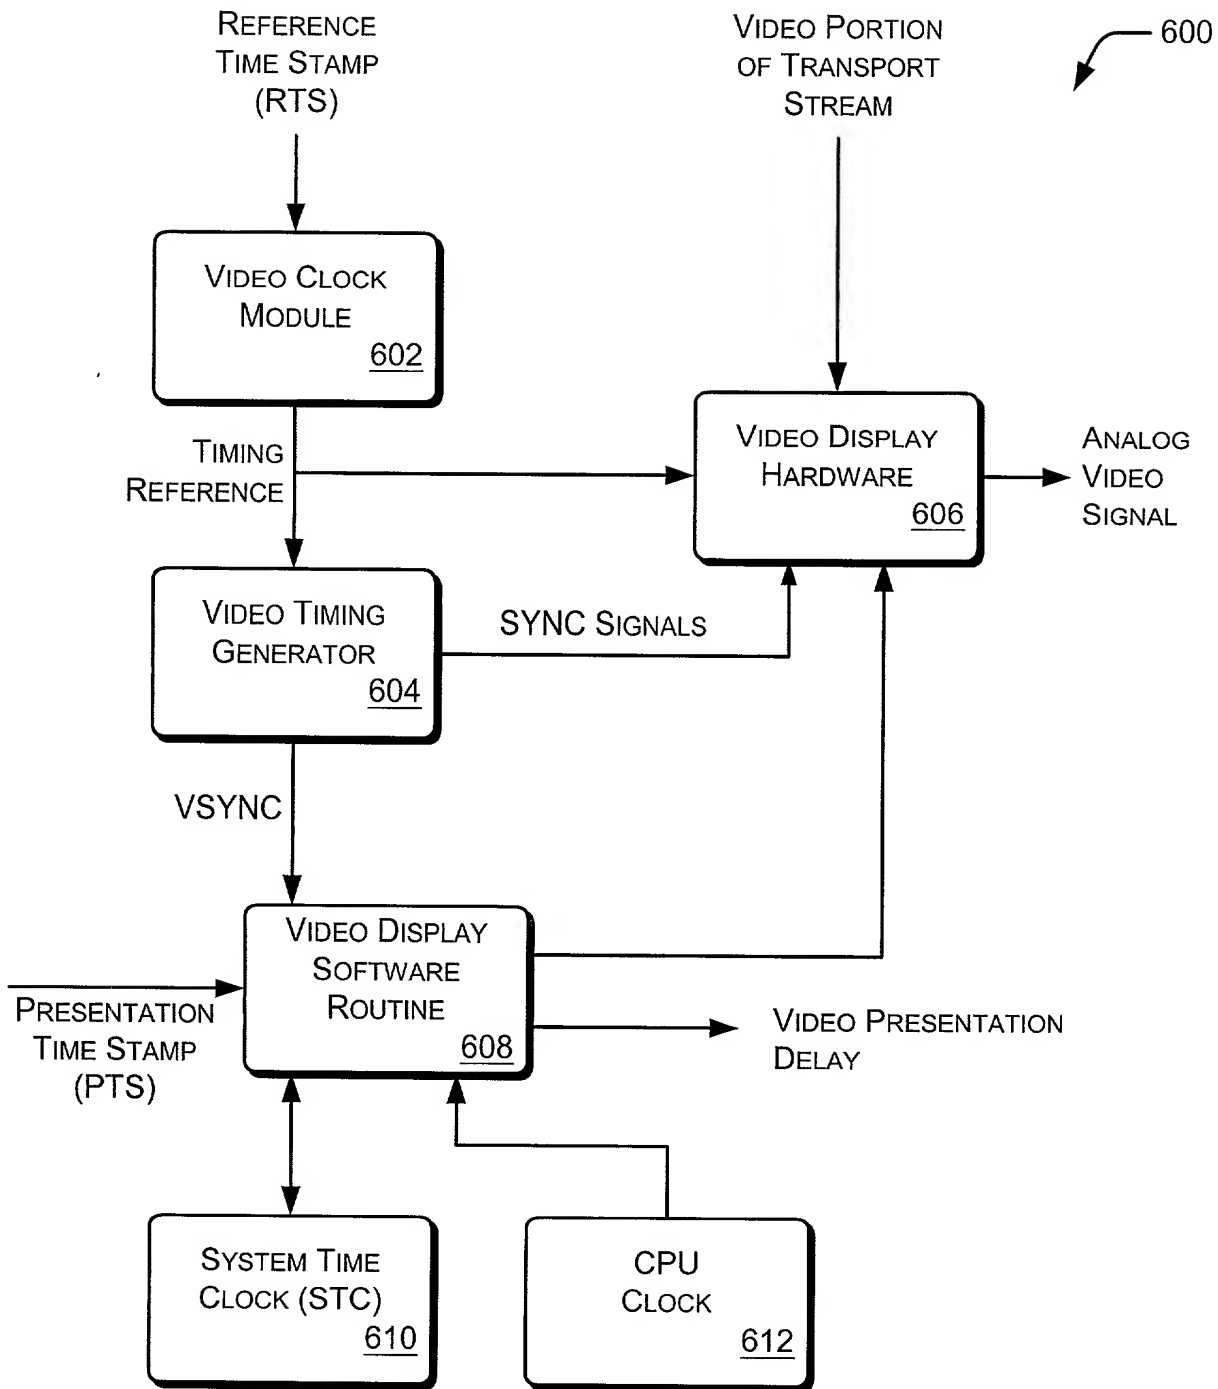 REFERENCE
TIME STAMP
(RTS)
VIDEO PORTION
OF TRANSPORT
STREAM
600
VIDEO CLOCK
MODULE
602
TIMING
REFERENCE
VIDEO DISPLAY
HARDWARE
606
ANALOG
VIDEO
SIGNAL
VIDEO TIMING
GENERATOR
604
SYNC SIGNALS
VSYNC
VIDEO DISPLAY
SOFTWARE
ROUTINE
608
PRESENTATION
TIME STAMP
(PTS)
VIDEO PRESENTATION
DELAY
SYSTEM TIME
CLOCK (STC)
610
CPU
CLOCK
612